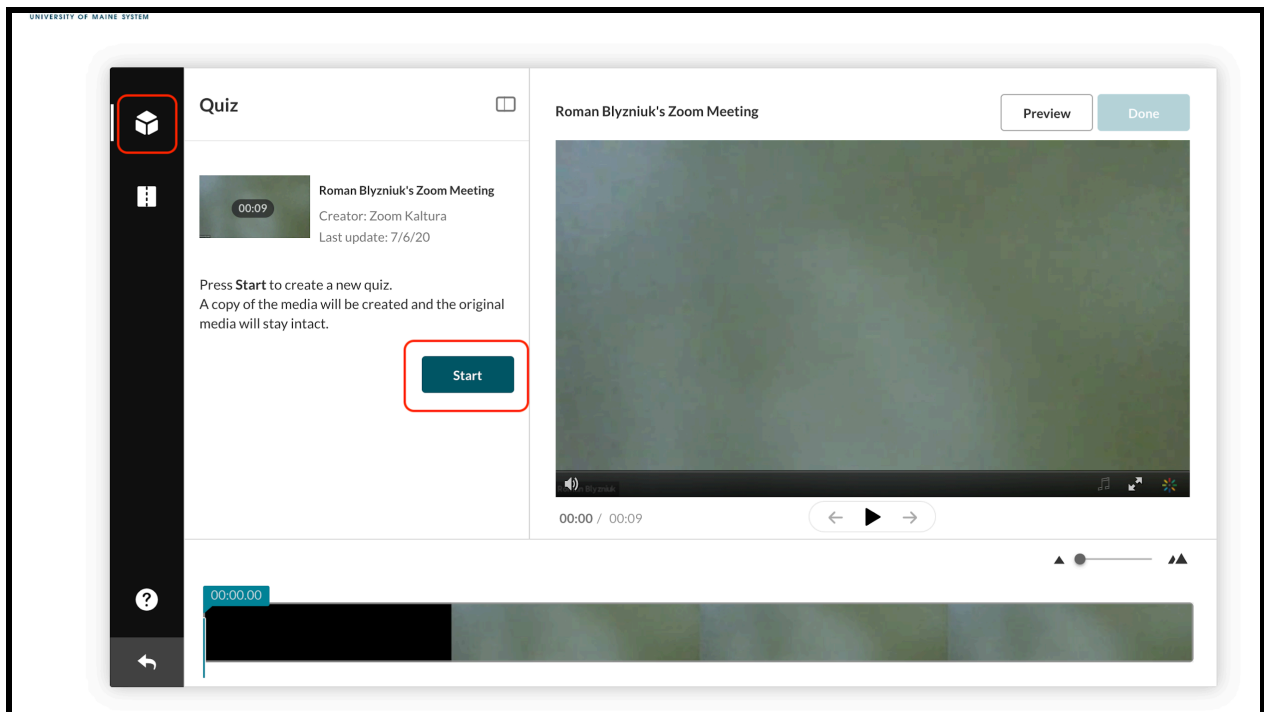 UNIVERSITY OF MAINE SYSTEM
Quiz
00:09
Roman Blyzniuk's Zoom Meeting
Creator: Zoom Kaltura
Last update: 7/6/20
Press Start to create a new quiz.
A copy of the media will be created and the original
media will stay intact.
Start
Roman Blyzniuk's Zoom Meeting
Preview
Done
Roman Blyzniuk
00:00 / 00:09
?
00:00.00